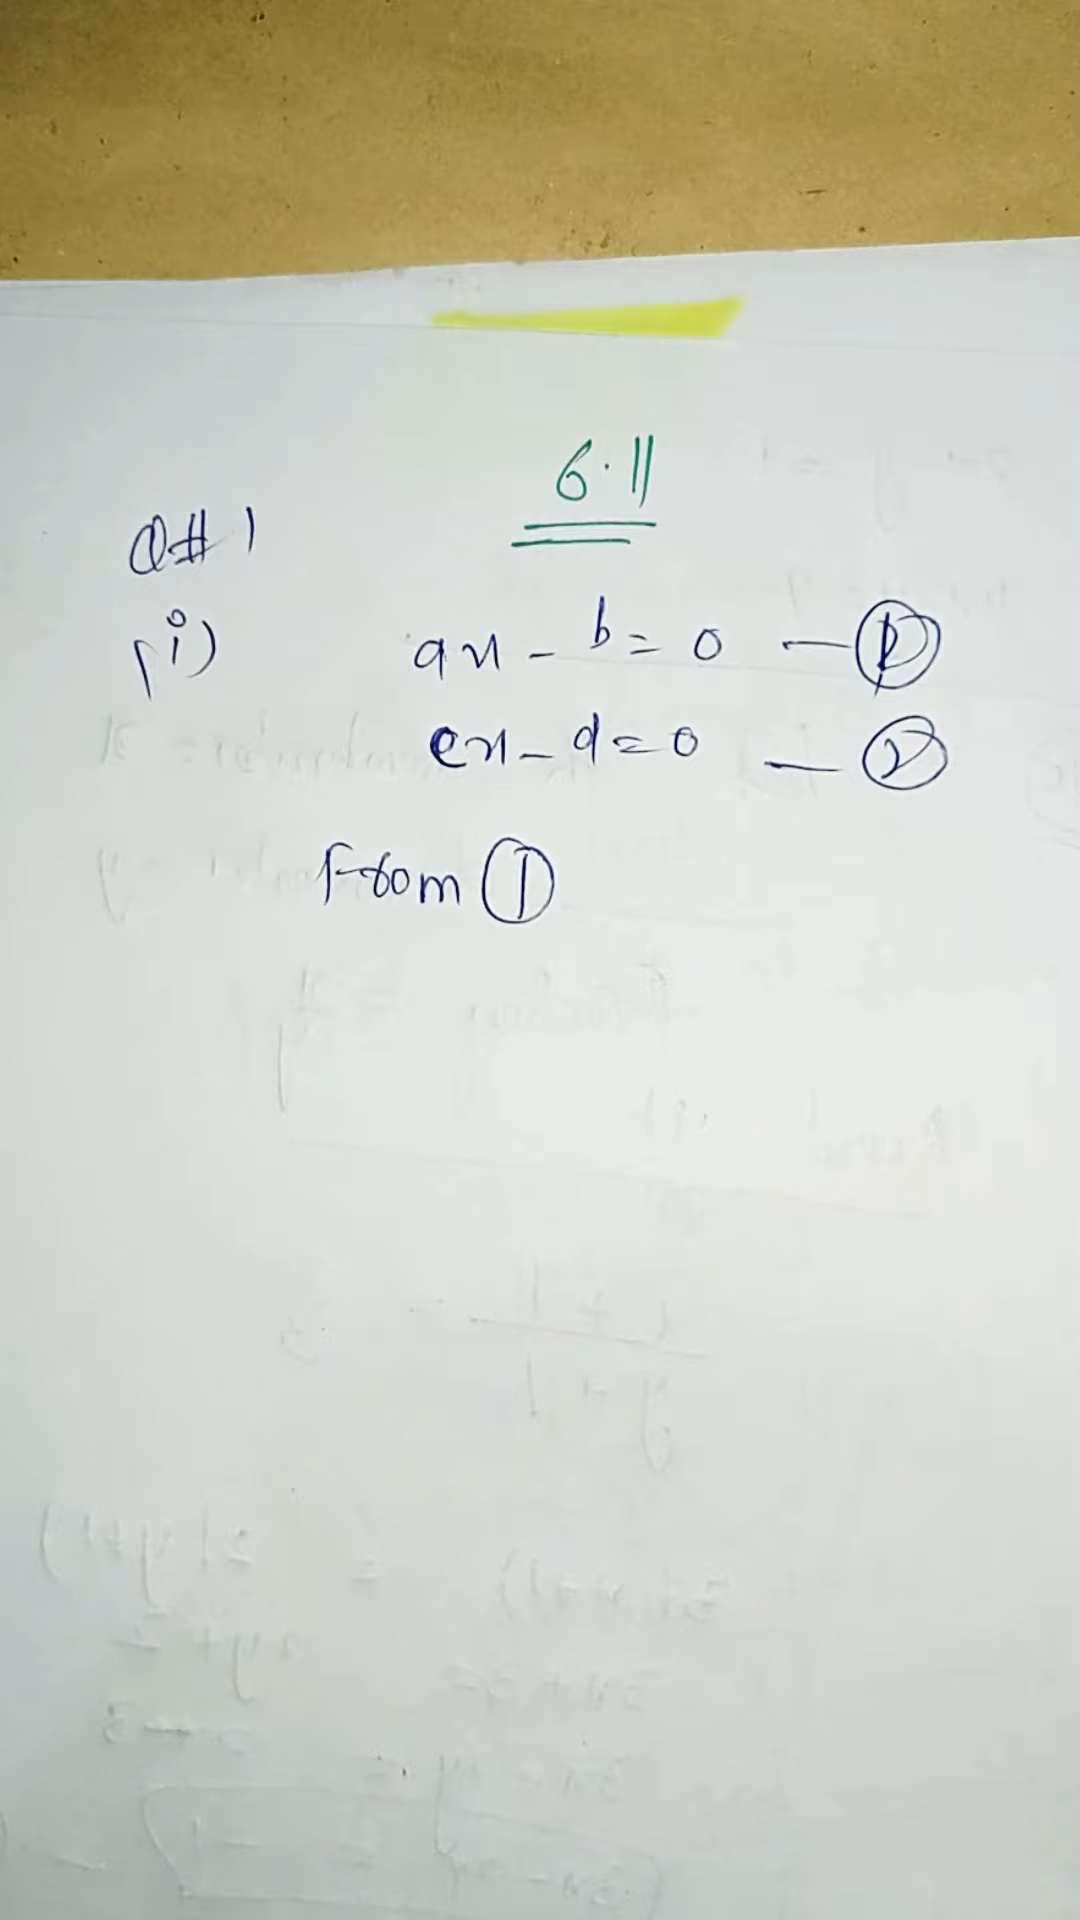 6.11
Q#1
(i) ax - b = 0 — ①
cx - d = 0 — ②
From ①